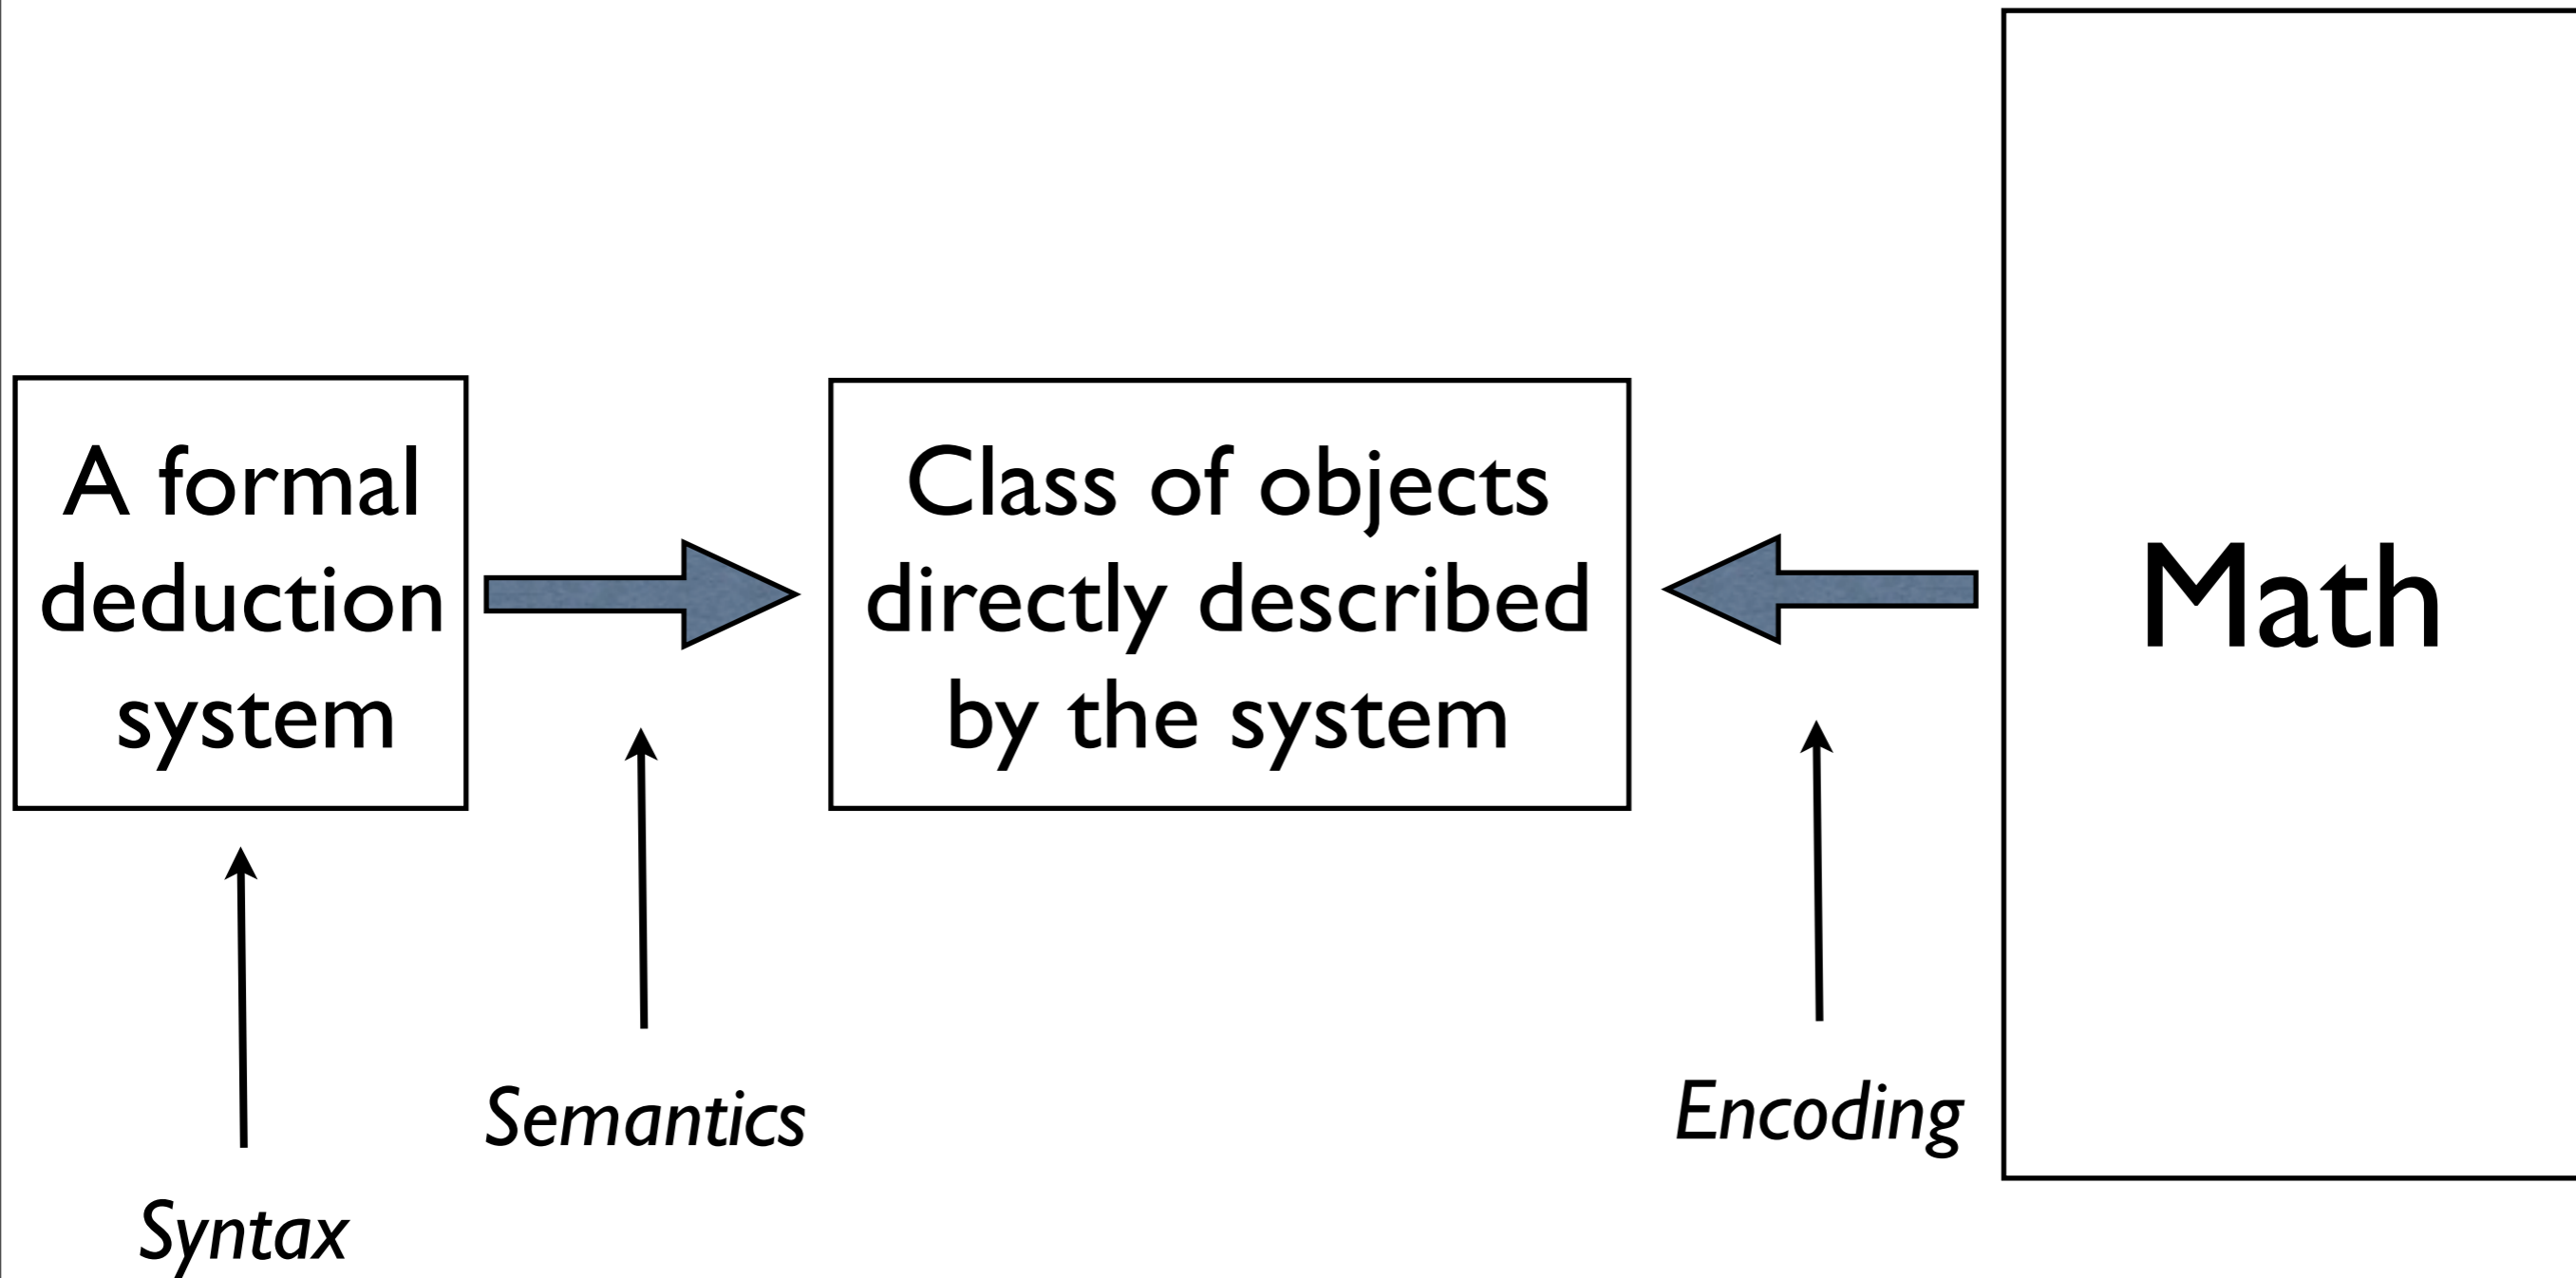 A formal
deduction
system
Class of objects
directly described
by the system
Math
Semantics
Encoding
Syntax